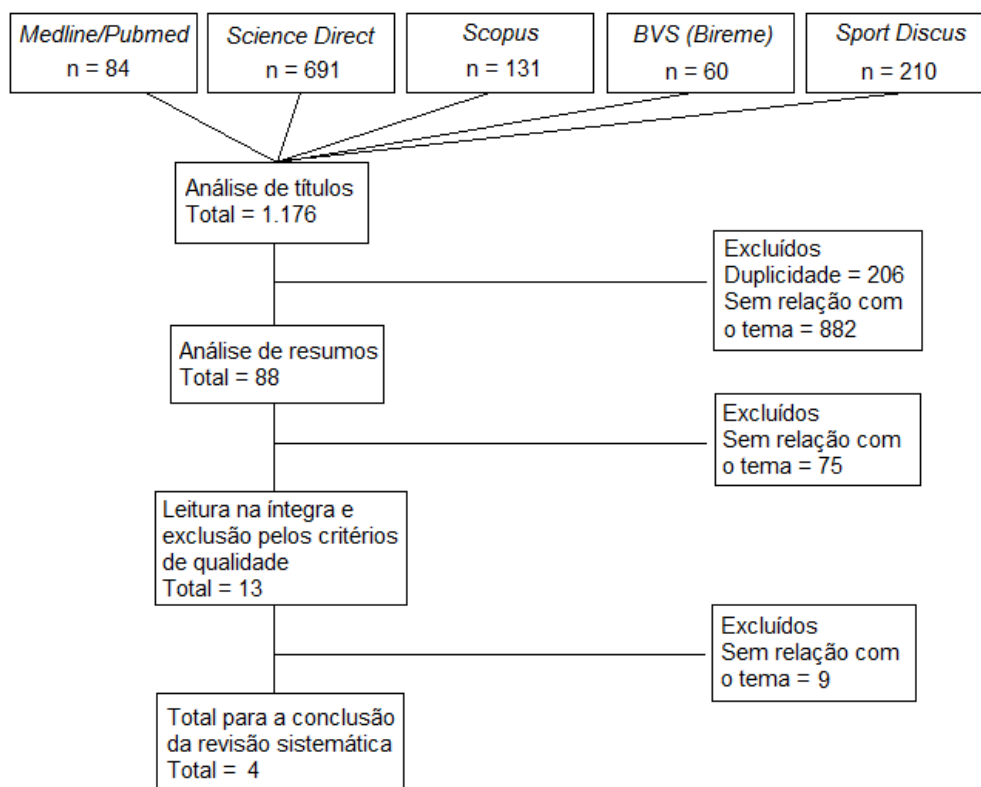 Medline/Pubmed
n = 84
Science Direct
n = 691
Scopus
n = 131
BVS (Bireme)
n = 60
Sport Discus
n = 210
Análise de títulos
Total = 1.176
Excluídos
Duplicidade = 206
Sem relação com
o tema = 882
Análise de resumos
Total = 88
Excluídos
Sem relação com
o tema = 75
Leitura na íntegra e
exclusão pelos critérios
de qualidade
Total = 13
Excluídos
Sem relação com
o tema = 9
Total para a conclusão
da revisão sistemática
Total = 4